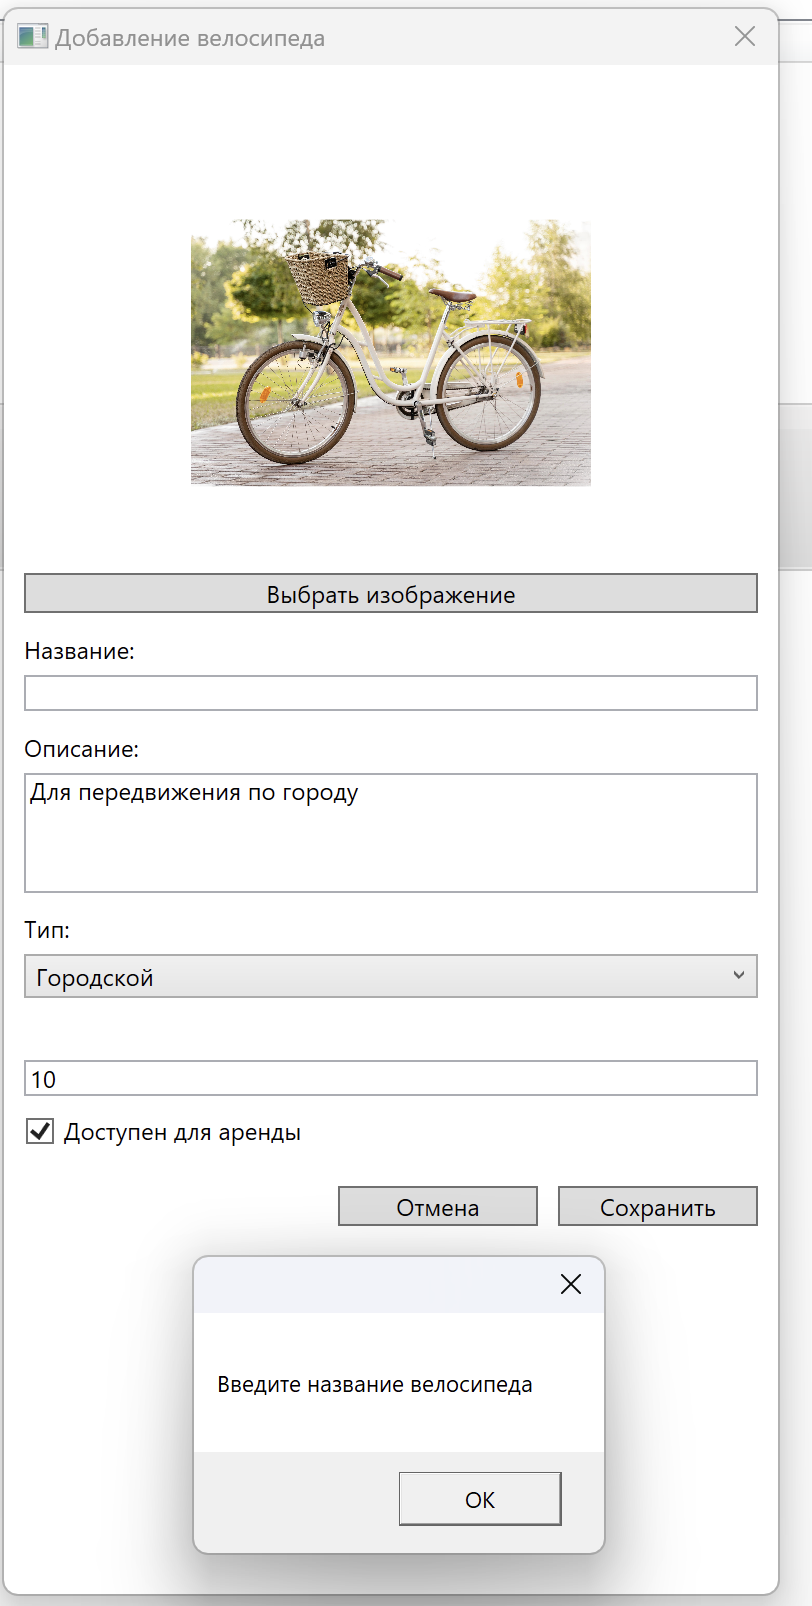 Добавление велосипеда
Выбрать изображение
Название:
Описание:
Для передвижения по городу
Тип:
Городской
10
Доступен для аренды
Отмена
Сохранить
Введите название велосипеда
ОК